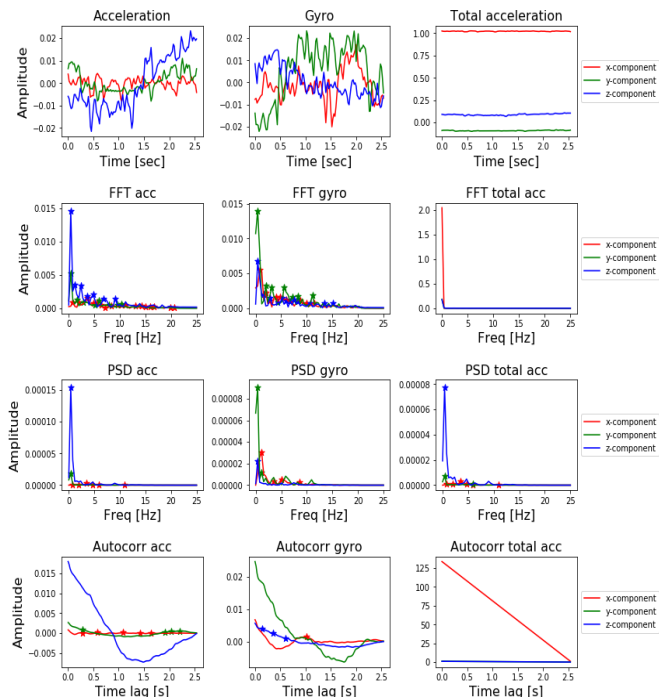 Acceleration
Gyro
Total acceleration
Amplitude
0.02
0.01
0.00
−0.01
−0.02
0.02
0.01
0.00
−0.01
−0.02
1.00
0.75
0.50
0.25
0.00
x-component
y-component
z-component
0.0 0.5 1.0 1.5 2.0 2.5
0.0 0.5 1.0 1.5 2.0 2.5
0.0 0.5 1.0 1.5 2.0 2.5
Time [sec]
Time [sec]
Time [sec]
FFT acc
FFT gyro
FFT total acc
Amplitude
0.015
0.010
0.005
0.000
0.015
0.010
0.005
0.000
2.0
1.5
1.0
0.5
0.0
x-component
y-component
z-component
0 5 10 15 20 25
0 5 10 15 20 25
0 5 10 15 20 25
Freq [Hz]
Freq [Hz]
Freq [Hz]
PSD acc
PSD gyro
PSD total acc
Amplitude
0.00015
0.00010
0.00005
0.00000
0.00008
0.00006
0.00004
0.00002
0.00000
0.00008
0.00006
0.00004
0.00002
0.00000
x-component
y-component
z-component
0 5 10 15 20 25
0 5 10 15 20 25
0 5 10 15 20 25
Freq [Hz]
Freq [Hz]
Freq [Hz]
Autocorr acc
Autocorr gyro
Autocorr total acc
Amplitude
0.015
0.010
0.005
0.000
−0.005
0.02
0.01
0.00
125
100
75
50
25
0
x-component
y-component
z-component
0.0 0.5 1.0 1.5 2.0 2.5
0.0 0.5 1.0 1.5 2.0 2.5
0.0 0.5 1.0 1.5 2.0 2.5
Time lag [s]
Time lag [s]
Time lag [s]